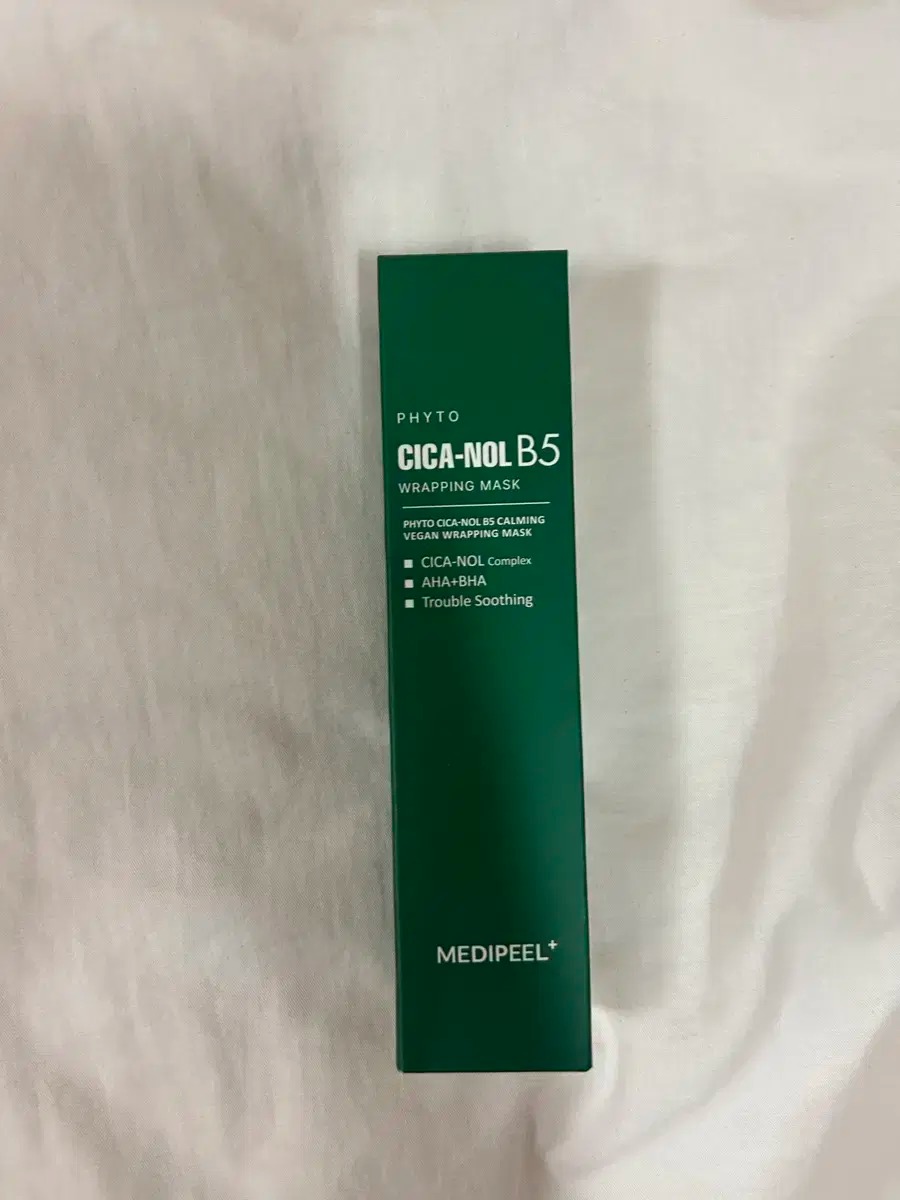 PHYTO
CICA-NOL B5
WRAPPING MASK
PHYTO CICA-NOL B5 CALMING
VEGAN WRAPPING MASK
■ CICA-NOL Complex
■ AHA+BHA
■ Trouble Soothing
MEDIPEEL+